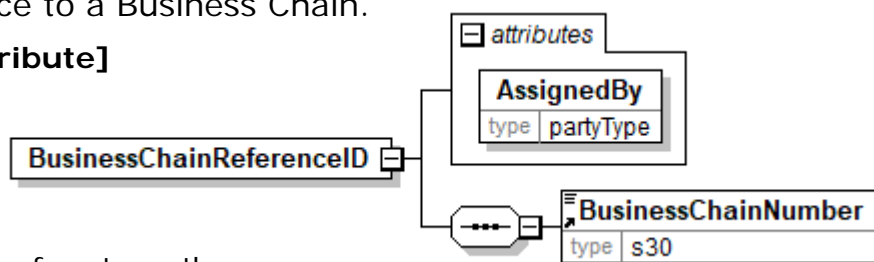 ce to a Business Chain.
ribute]
attributes
AssignedBy
type partyType
BusinessChainReferenceID
BusinessChainNumber
type s30